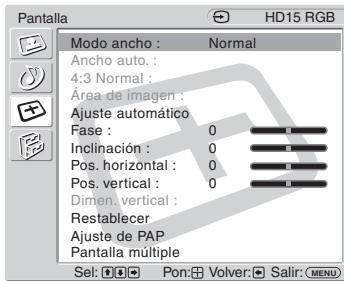 Pantalla HD15 RGB
Modo ancho : Normal
Ancho auto. :
4:3 Normal :
Área de imagen :
Ajuste automático
Fase : 0
Inclinación : 0
Pos. horizontal : 0
Pos. vertical : 0
Dimen. vertical :
Restablecer
Ajuste de PAP
Pantalla múltiple
Sel: Pon: Volver: Salir: MENU